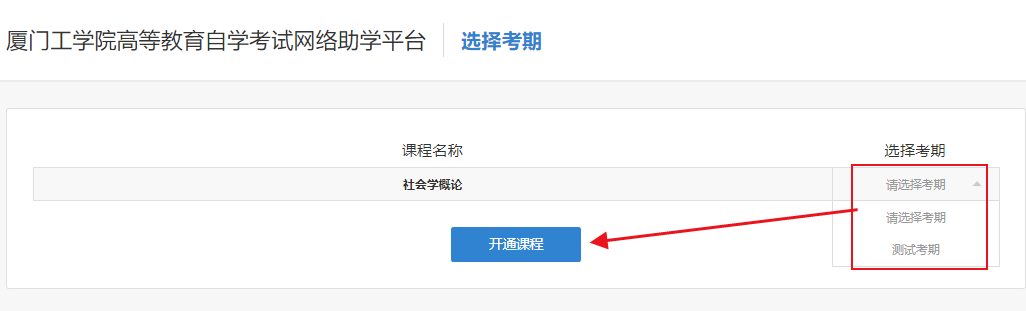 厦门工学院高等教育自学考试网络助学平台 选择考期
课程名称 选择考期
社会学概论 请选择考期
请选择考期
开通课程
测试考期